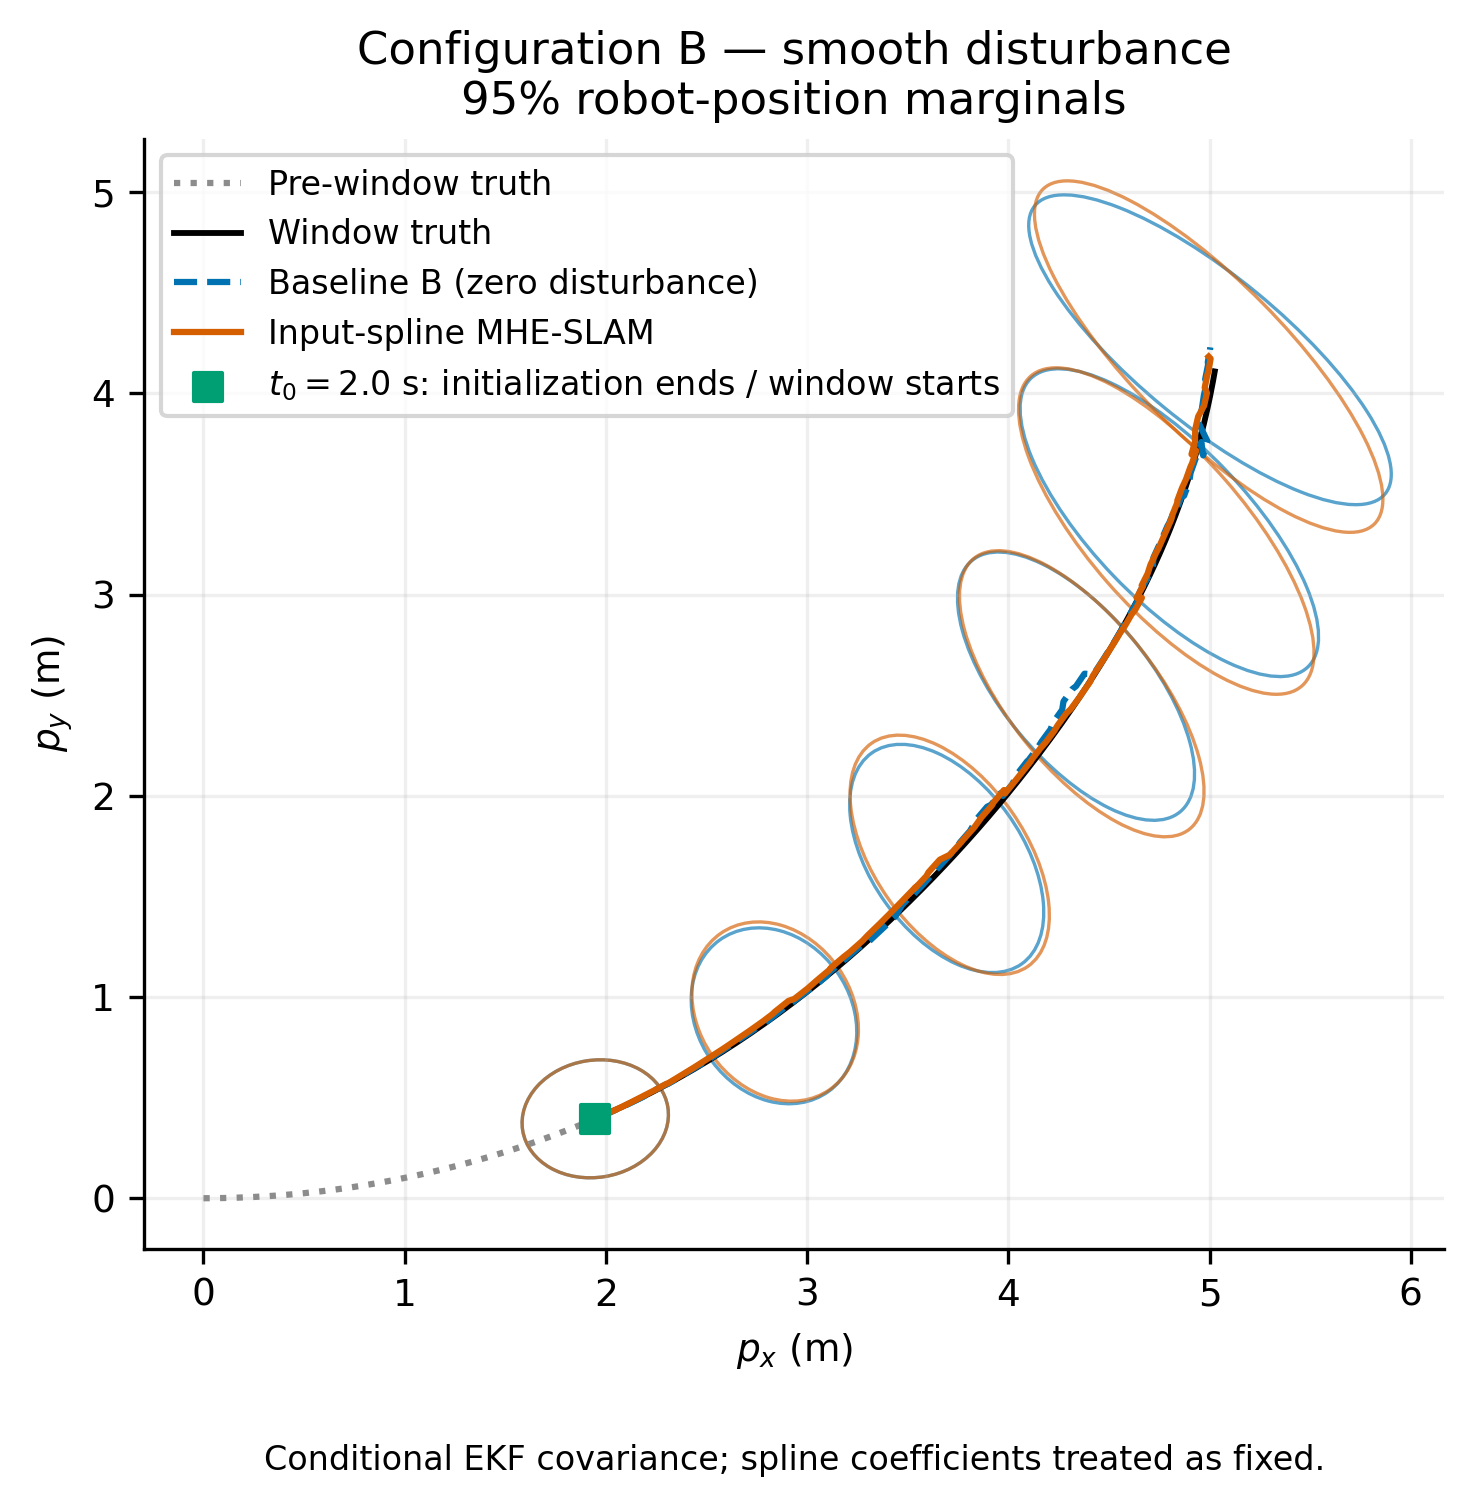 Configuration B — smooth disturbance
95% robot-position marginals
Pre-window truth
Window truth
Baseline B (zero disturbance)
Input-spline MHE-SLAM
t₀ = 2.0 s: initialization ends / window starts
5
4
3
2
1
0
p_y (m)
0 1 2 3 4 5 6
p_x (m)
Conditional EKF covariance; spline coefficients treated as fixed.